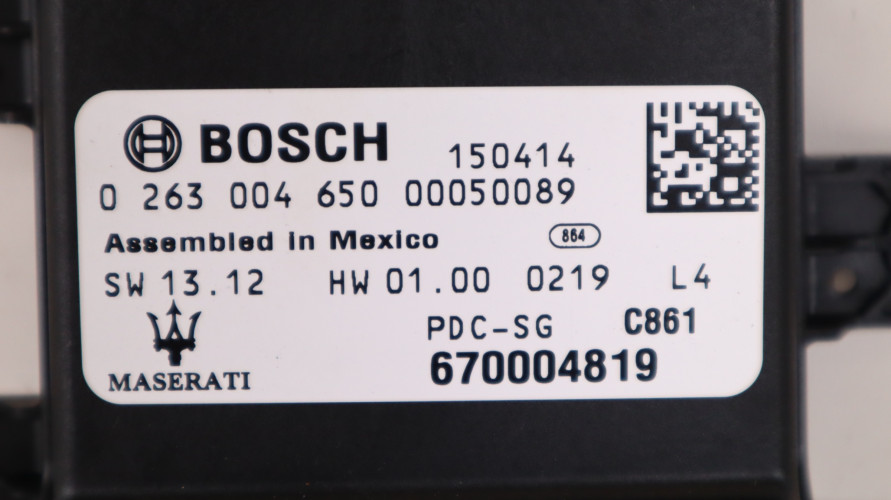 BOSCH 150414
0 263 004 650 00050089
Assembled in Mexico 864
SW 13.12 HW 01.00 0219 L4
PDC-SG C861
MASERATI 670004819